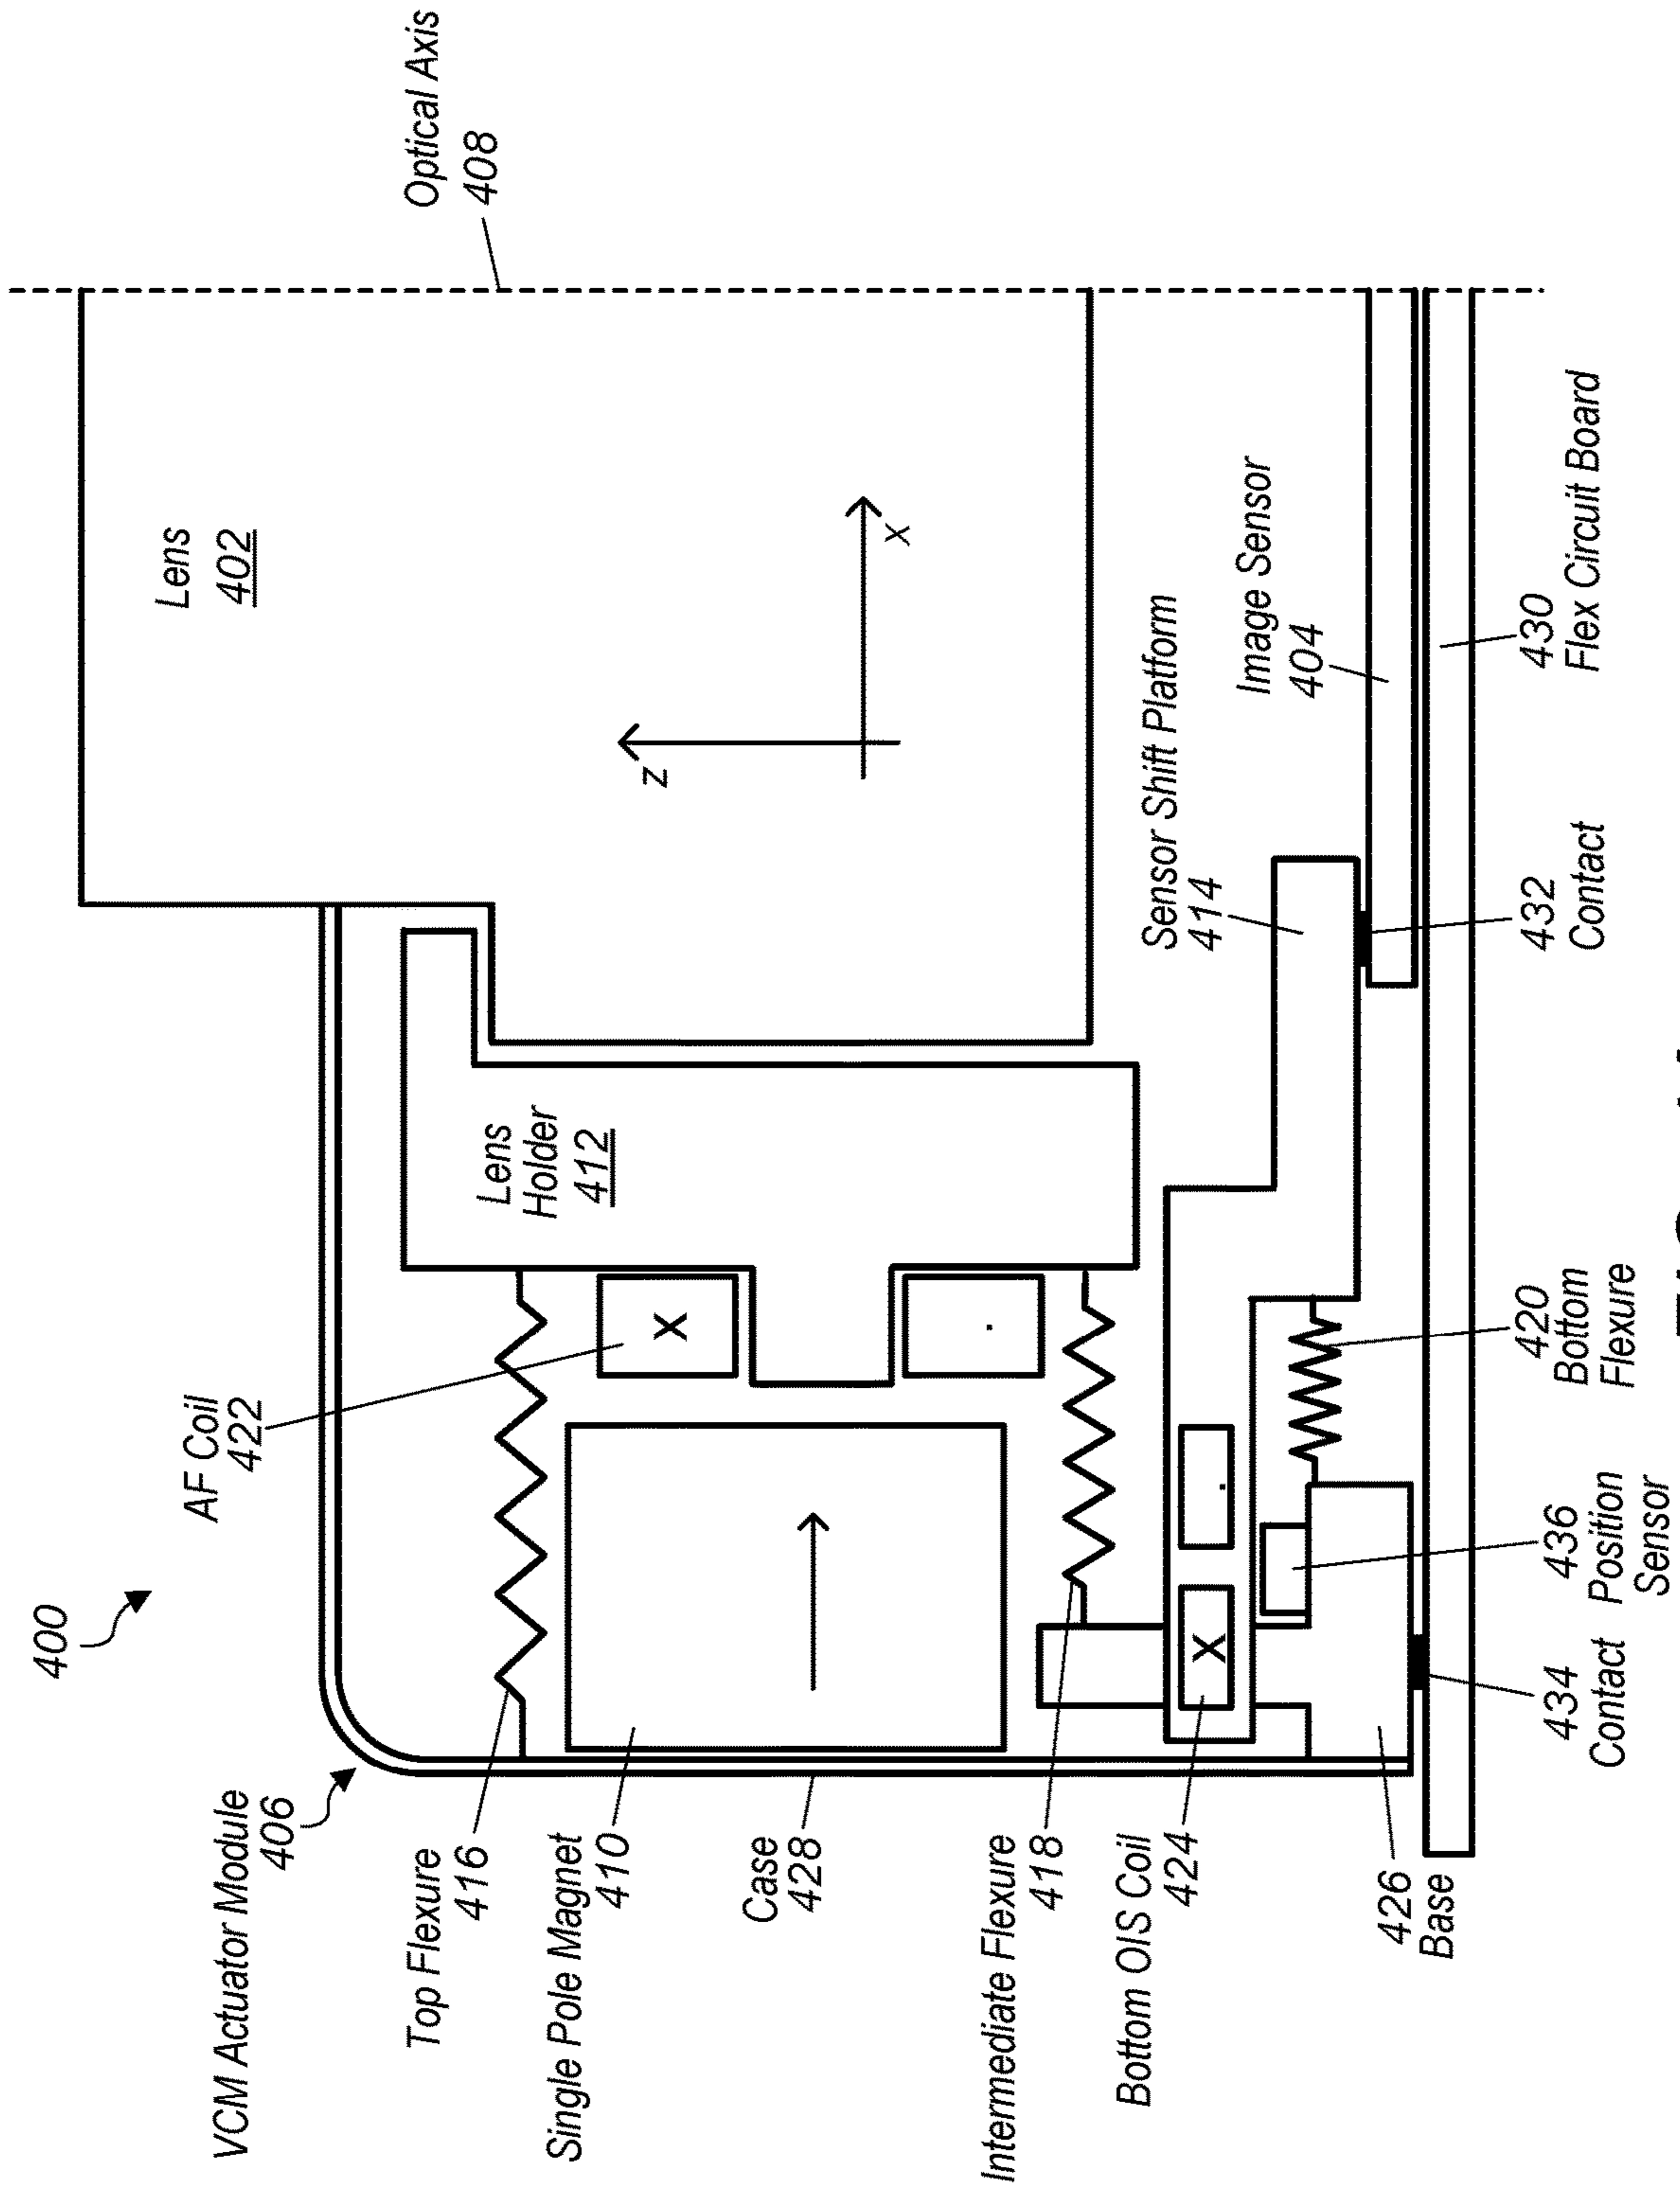 400
VCM Actuator Module
406
Top Flexure
416
Single Pole Magnet
410
Case
428
Intermediate Flexure
418
Bottom OIS Coil
424
426
Base
AF Coil
422
X
.
X
.
Lens
Holder
412
Lens
402
z
x
Optical Axis
408
Sensor Shift Platform
414
Image Sensor
404
434
Contact
436
Position
Sensor
420
Bottom
Flexure
432
Contact
430
Flex Circuit Board